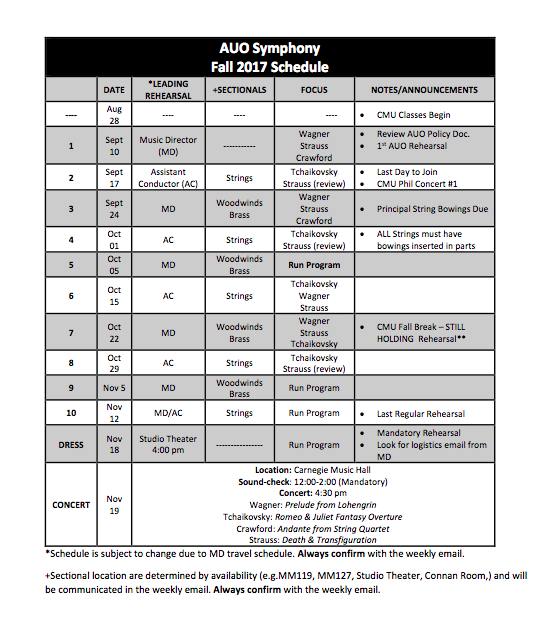 AUO Symphony
Fall 2017 Schedule
DATE *LEADING REHEARSAL +SECTIONALS FOCUS NOTES/ANNOUNCEMENTS
---- Aug 28 ---- ---- ---- • CMU Classes Begin
1 Sept 10 Music Director (MD) ----------- Wagner Strauss Crawford • Review AUO Policy Doc. • 1st AUO Rehearsal
2 Sept 17 Assistant Conductor (AC) Strings Tchaikovsky Strauss (review) • Last Day to Join • CMU Phil Concert #1
3 Sept 24 MD Woodwinds Brass Wagner Strauss Crawford • Principal String Bowings Due
4 Oct 01 AC Strings Tchaikovsky Strauss (review) • ALL Strings must have bowings inserted in parts
5 Oct 05 MD Woodwinds Brass Run Program
6 Oct 15 AC Strings Tchaikovsky Wagner Strauss
7 Oct 22 MD Woodwinds Brass Wagner Strauss Tchaikovsky • CMU Fall Break – STILL HOLDING Rehearsal**
8 Oct 29 AC Strings Tchaikovsky Strauss (review)
9 Nov 5 MD Woodwinds Brass Run Program
10 Nov 12 MD/AC Strings Run Program • Last Regular Rehearsal
DRESS Nov 18 Studio Theater 4:00 pm ---------------- Run Program • Mandatory Rehearsal • Look for logistics email from MD
CONCERT Nov 19
Location: Carnegie Music Hall
Sound-check: 12:00-2:00 (Mandatory)
Concert: 4:30 pm
Wagner: Prelude from Lohengrin
Tchaikovsky: Romeo & Juliet Fantasy Overture
Crawford: Andante from String Quartet
Strauss: Death & Transfiguration
*Schedule is subject to change due to MD travel schedule. Always confirm with the weekly email.
+Sectional location are determined by availability (e.g.MM119, MM127, Studio Theater, Connan Room,) and will
be communicated in the weekly email. Always confirm with the weekly email.